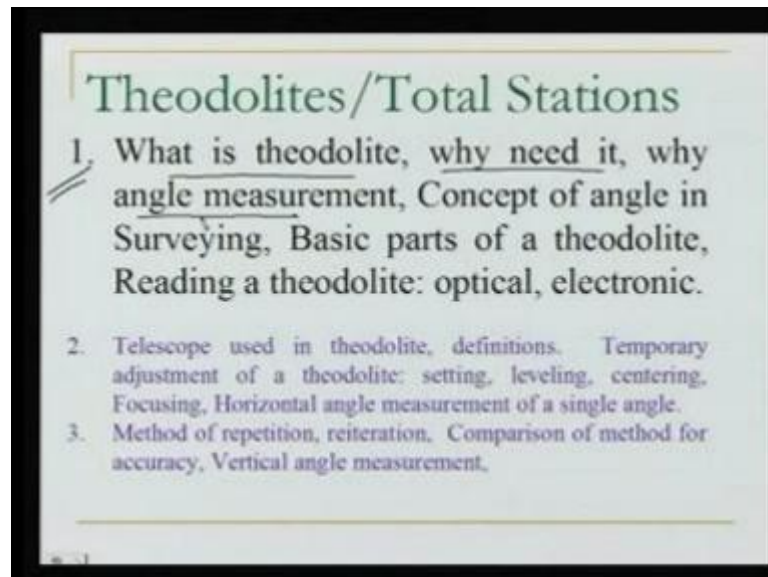 Theodolites/Total Stations
1. What is theodolite, why need it, why
angle measurement, Concept of angle in
Surveying, Basic parts of a theodolite,
Reading a theodolite: optical, electronic.
2. Telescope used in theodolite, definitions. Temporary
adjustment of a theodolite: setting, leveling, centering,
Focusing, Horizontal angle measurement of a single angle.
3. Method of repetition, reiteration, Comparison of method for
accuracy, Vertical angle measurement,